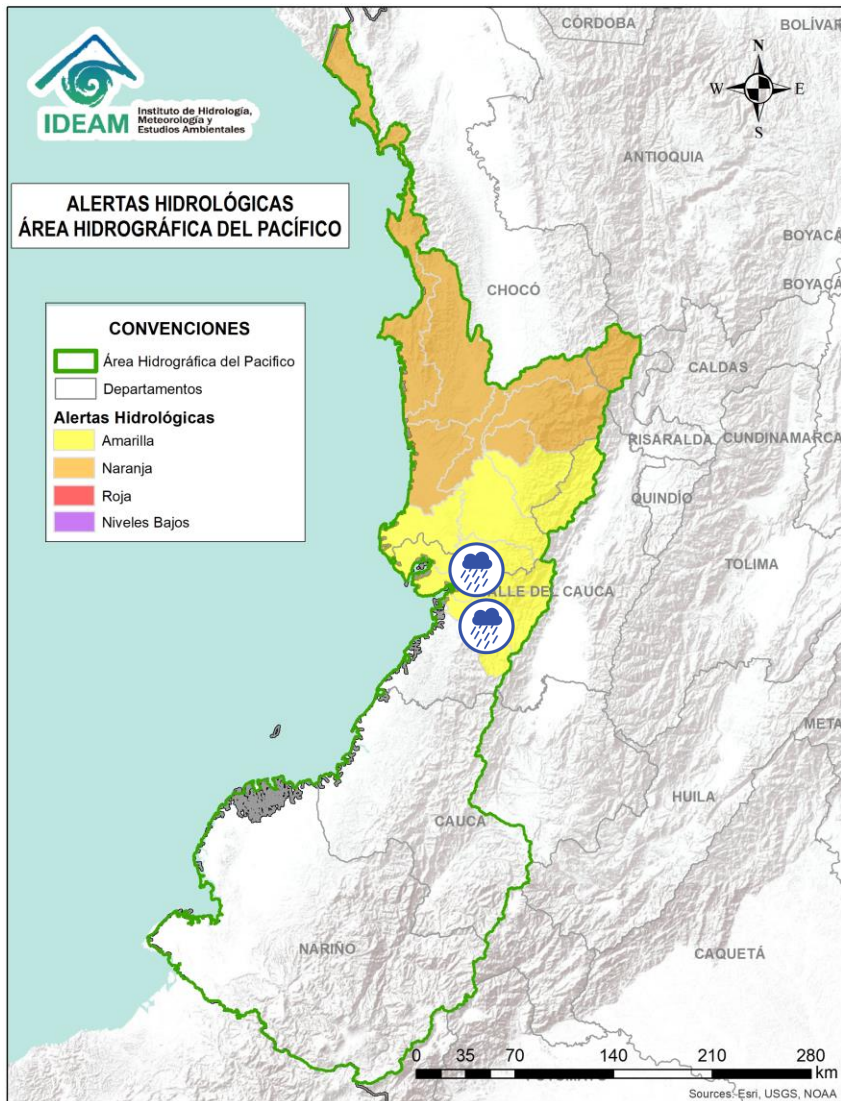 CÓRDOBA
BOLÍVAR
IDEAM
Instituto de Hidrología,
Meteorología y
Estudios Ambientales
N
W E
S
ANTIOQUIA
ALERTAS HIDROLÓGICAS
ÁREA HIDROGRÁFICA DEL PACÍFICO
BOYACÁ
BOYACÁ
CHOCÓ
CONVENCIONES
Área Hidrográfica del Pacifico
Departamentos
Alertas Hidrológicas
Amarilla
Naranja
Roja
Niveles Bajos
CALDAS
RISARALDA
CUNDINAMARCA
QUINDÍO
TOLIMA
ALLE DEL CAUCA
META
HUILA
CAUCA
NARIÑO
CAQUETÁ
0 35 70 140 210 280
km
Sources: Esri, USGS, NOAA